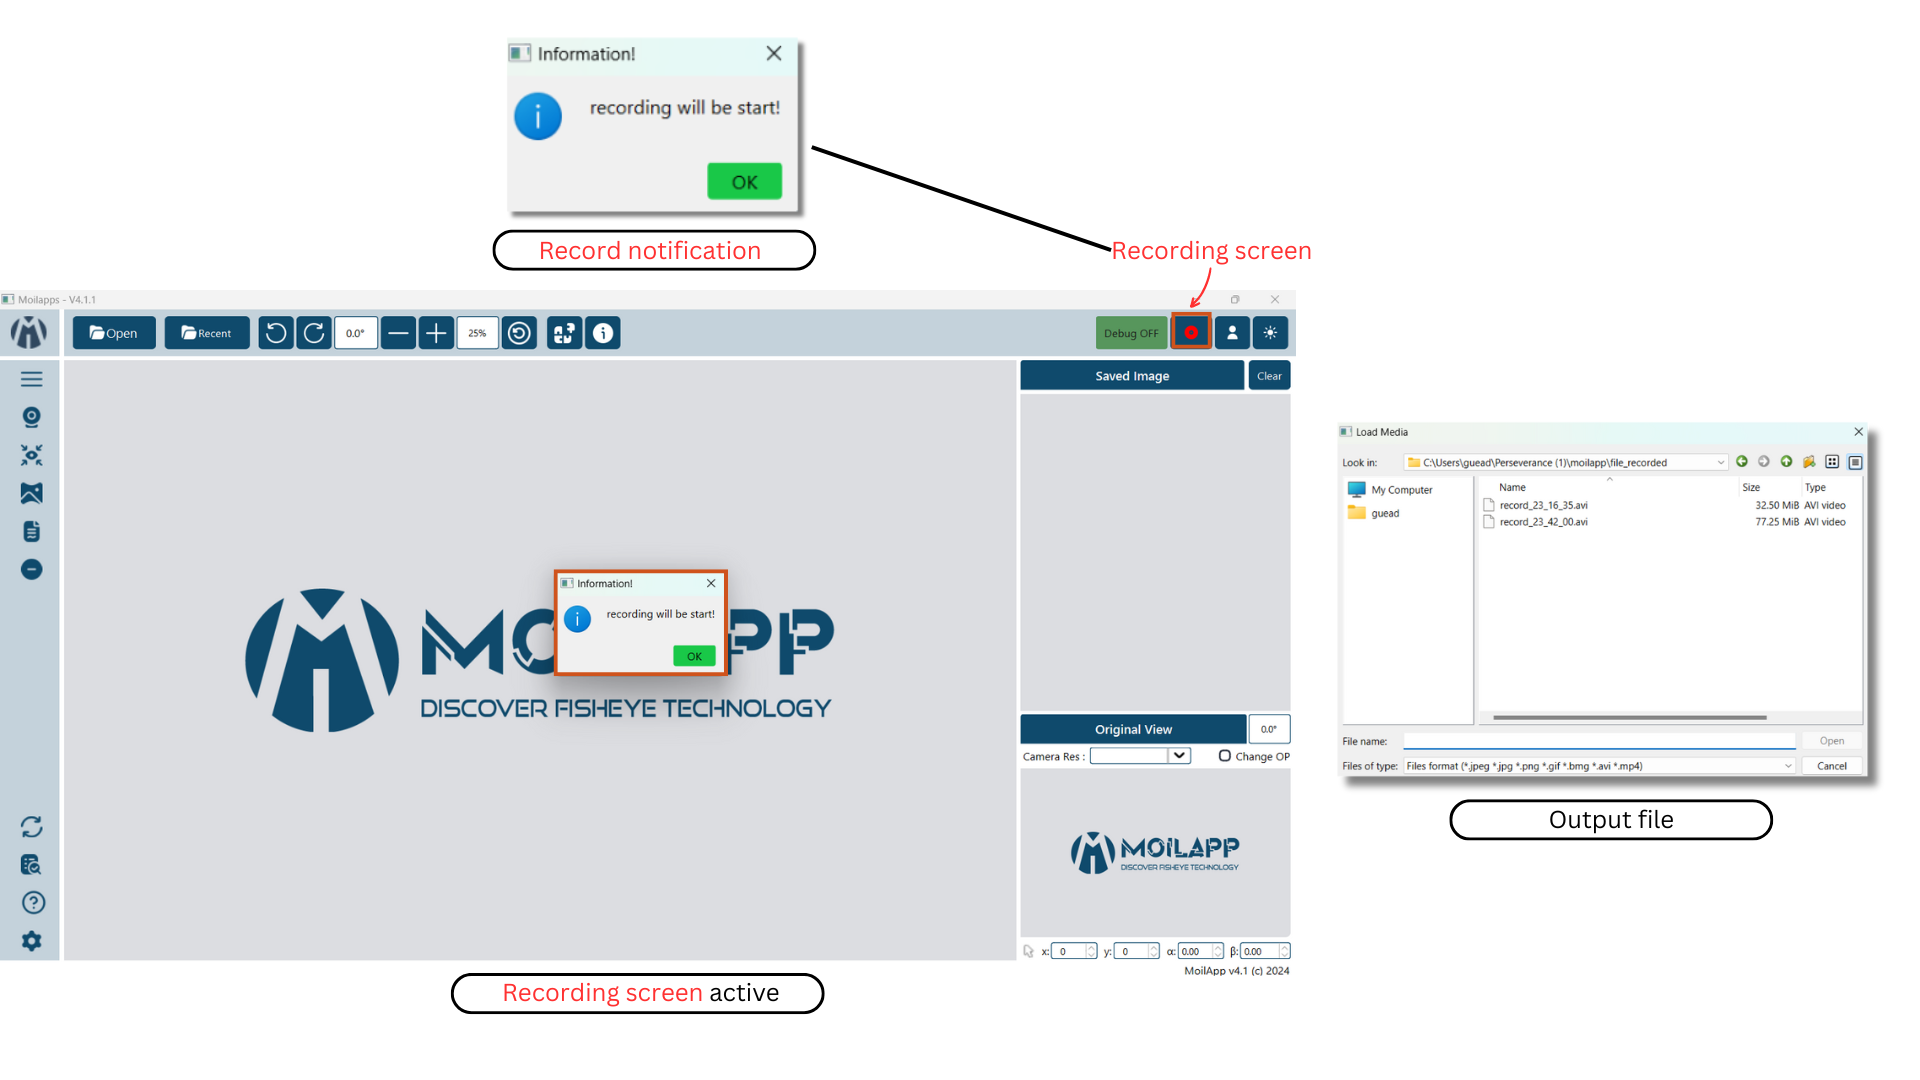 Information!
recording will be start!
OK
Record notification
Recording screen
Moilapps - V4.1.1
Open
Recent
0.0°
25%
Debug OFF
Saved Image
Clear
Information!
recording will be start!
OK
MOILAPP
DISCOVER FISHEYE TECHNOLOGY
Original View
0.0°
Camera Res :
Change OP
MOILAPP
DISCOVER FISHEYE TECHNOLOGY
x: 0 y: 0 α: 0.00 β: 0.00
MoilApp v4.1 (c) 2024
Recording screen active
Load Media
Look in: C:\Users\guead\Perseverance (1)\moilapp\file_recorded
My Computer
guead
Name Size Type
record_23_16_35.avi 32.50 MiB AVI video
record_23_42_00.avi 77.25 MiB AVI video
File name:
Open
Files of type: Files format (*.jpeg *.jpg *.png *.gif *.bmg *.avi *.mp4)
Cancel
Output file